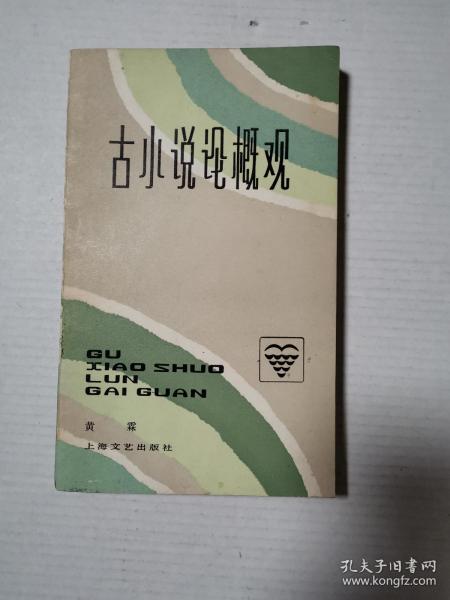 古小说论概观
GU
XIAO SHUO
LUN
GAI GUAN
黄 霖
上海文艺出版社
孔夫子旧书网
www.kongfz.com